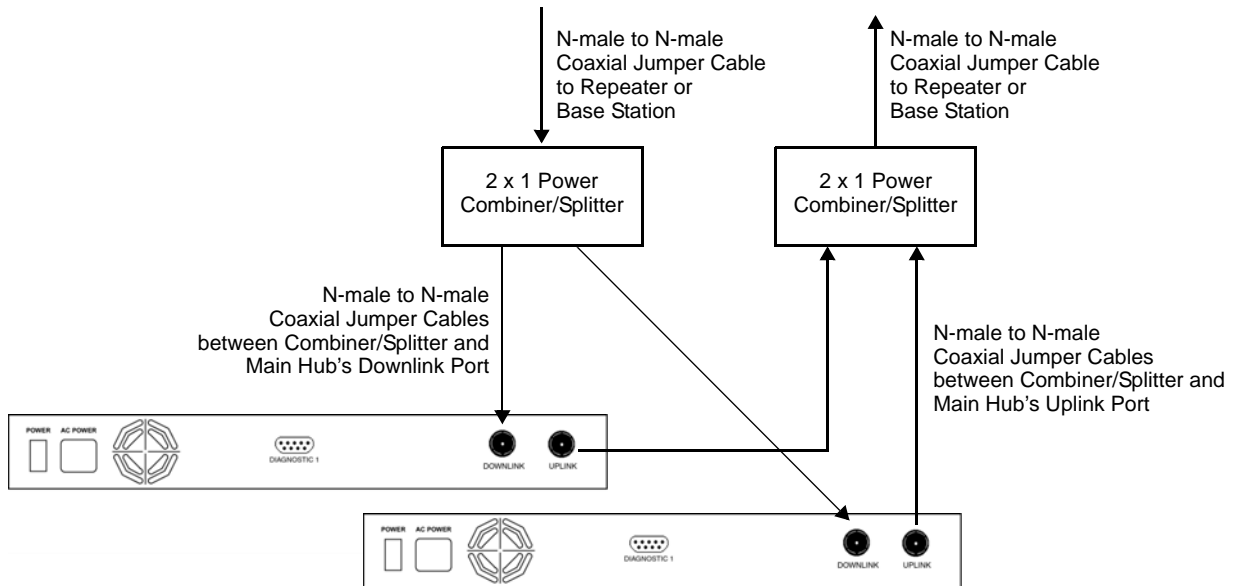 N-male to N-male
Coaxial Jumper Cable
to Repeater or
Base Station
N-male to N-male
Coaxial Jumper Cable
to Repeater or
Base Station
2 x 1 Power
Combiner/Splitter
2 x 1 Power
Combiner/Splitter
N-male to N-male
Coaxial Jumper Cables
between Combiner/Splitter and
Main Hub's Downlink Port
N-male to N-male
Coaxial Jumper Cables
between Combiner/Splitter and
Main Hub's Uplink Port
POWER AC POWER
DIAGNOSTIC 1
DOWNLINK UPLINK
POWER AC POWER
DIAGNOSTIC 1
DOWNLINK UPLINK